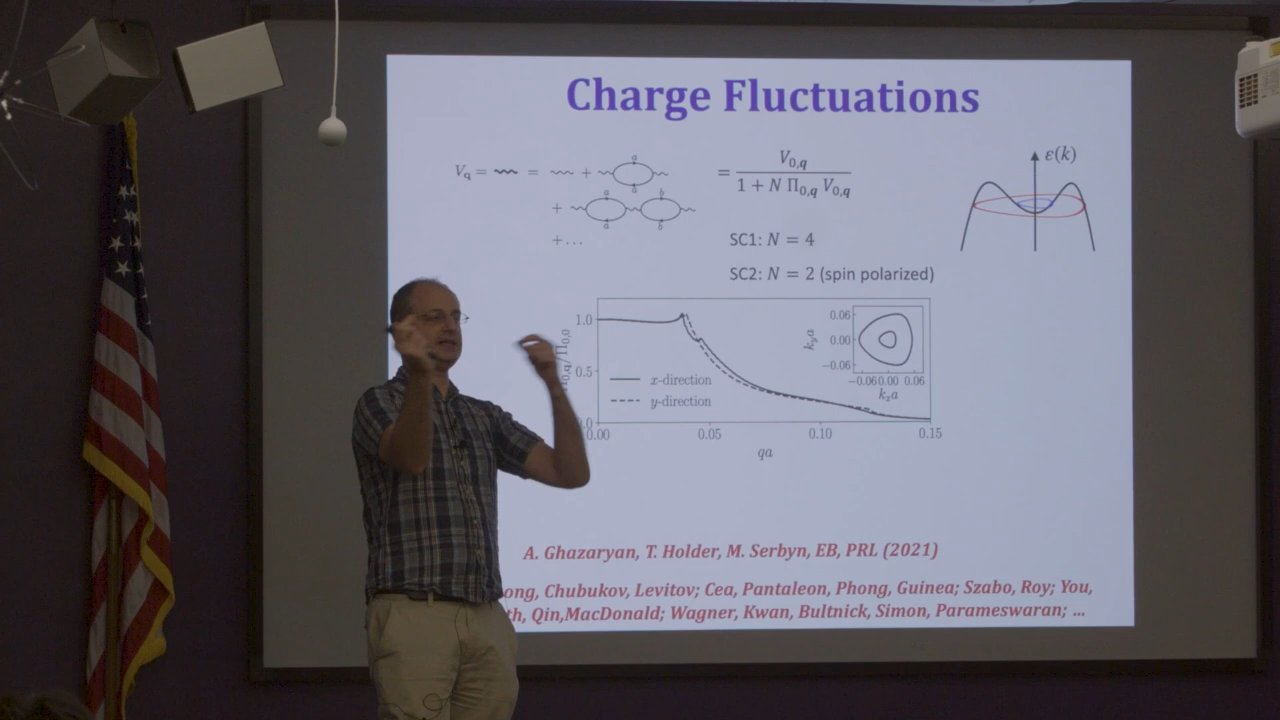 Charge Fluctuations
V_q = = + a a
+ a a b b
+...
= V_{0,q} / 1 + N Π_{0,q} V_{0,q}
ε(k)
SC1: N = 4
SC2: N = 2 (spin polarized)
1.0
0.5
0.0
/Π_{0,0}
x-direction
y-direction
0.06
0.00
−0.06
k_y a
−0.06 0.00 0.06
k_x a
0.00 0.05 0.10 0.15
qa
A. Ghazaryan, T. Holder, M. Serbyn, EB, PRL (2021)
Chubukov, Levitov; Cea, Pantaleon, Phong, Guinea; Szabo, Roy; You,
Qin,MacDonald; Wagner, Kwan, Bultnick, Simon, Parameswaran; ...